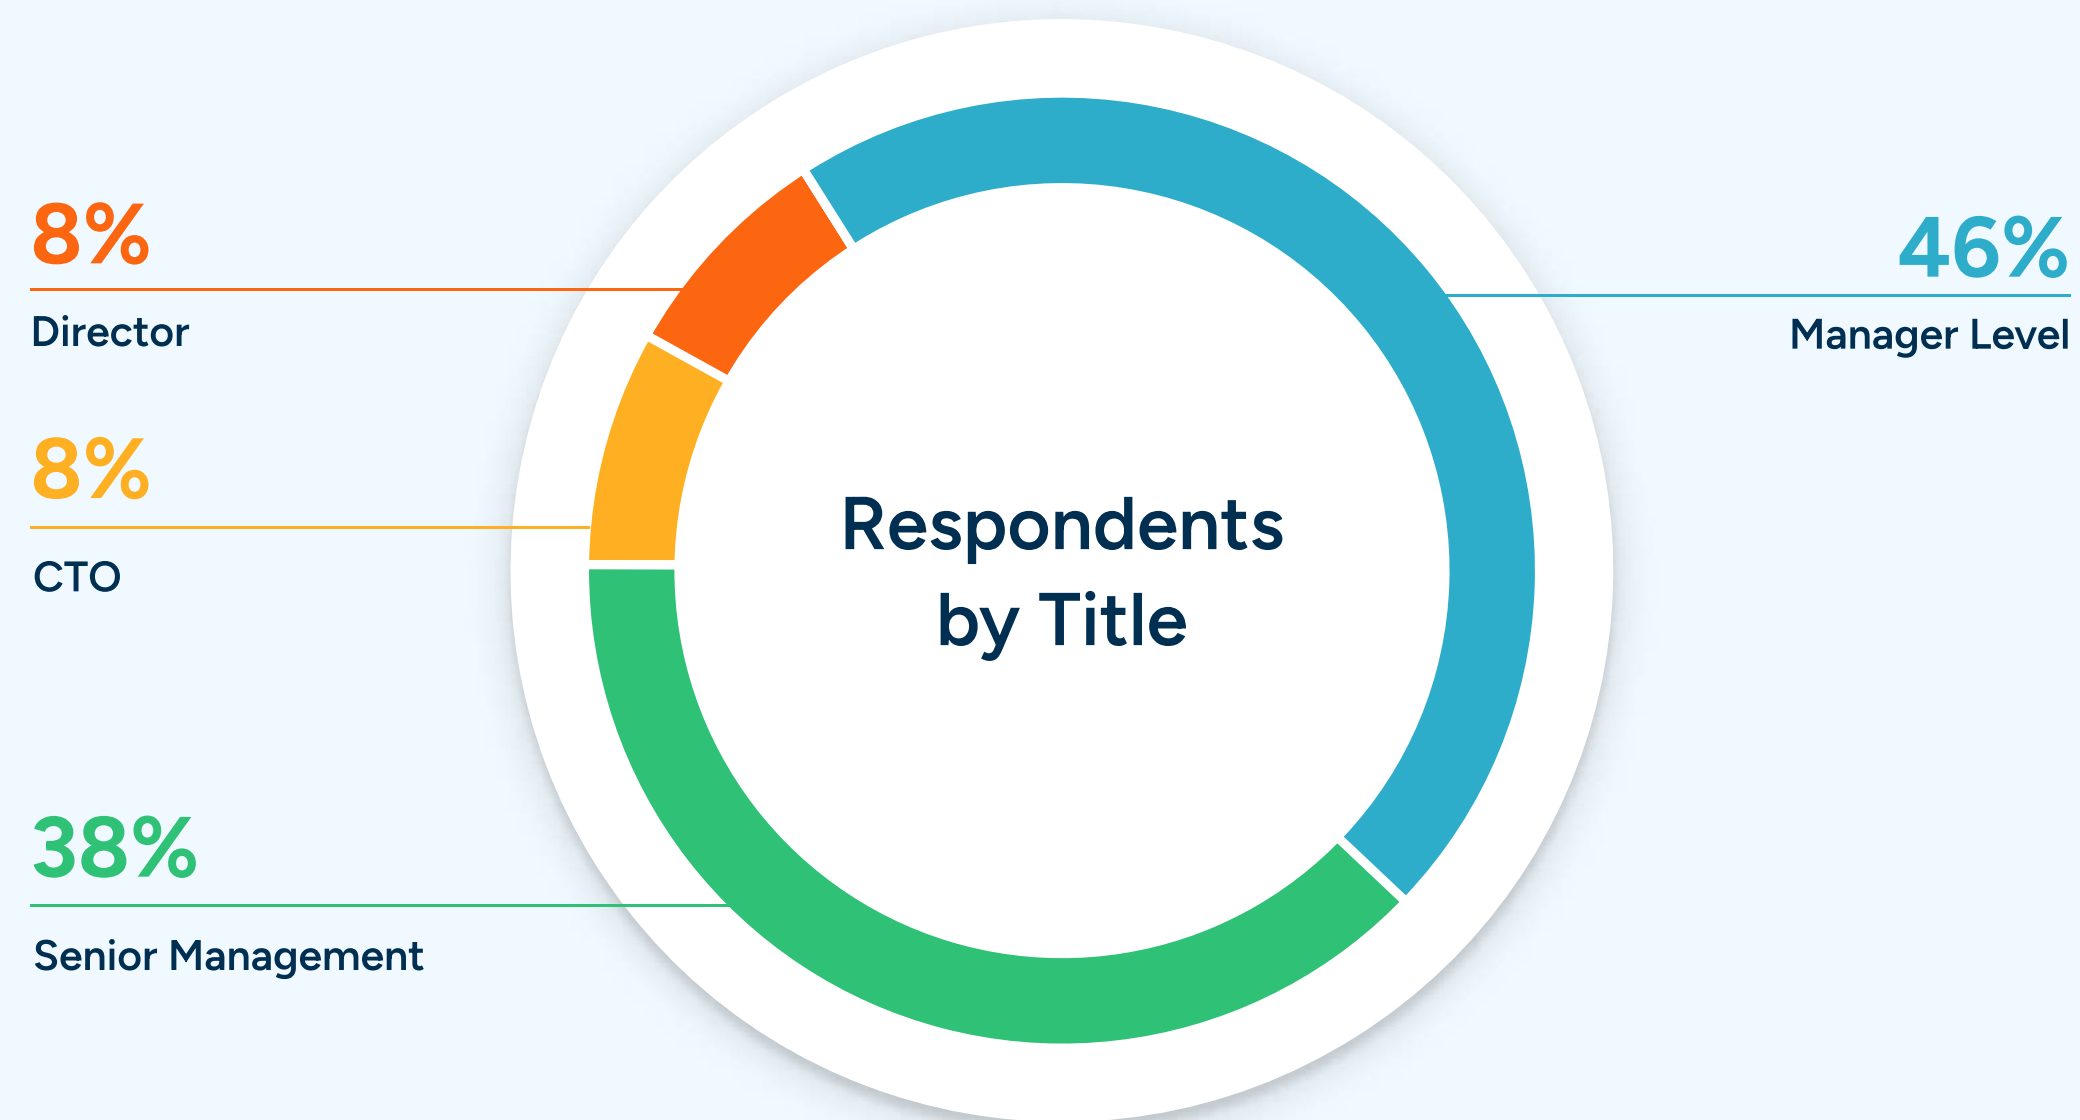 8%
Director
8%
CTO
38%
Senior Management
Respondents
by Title
46%
Manager Level